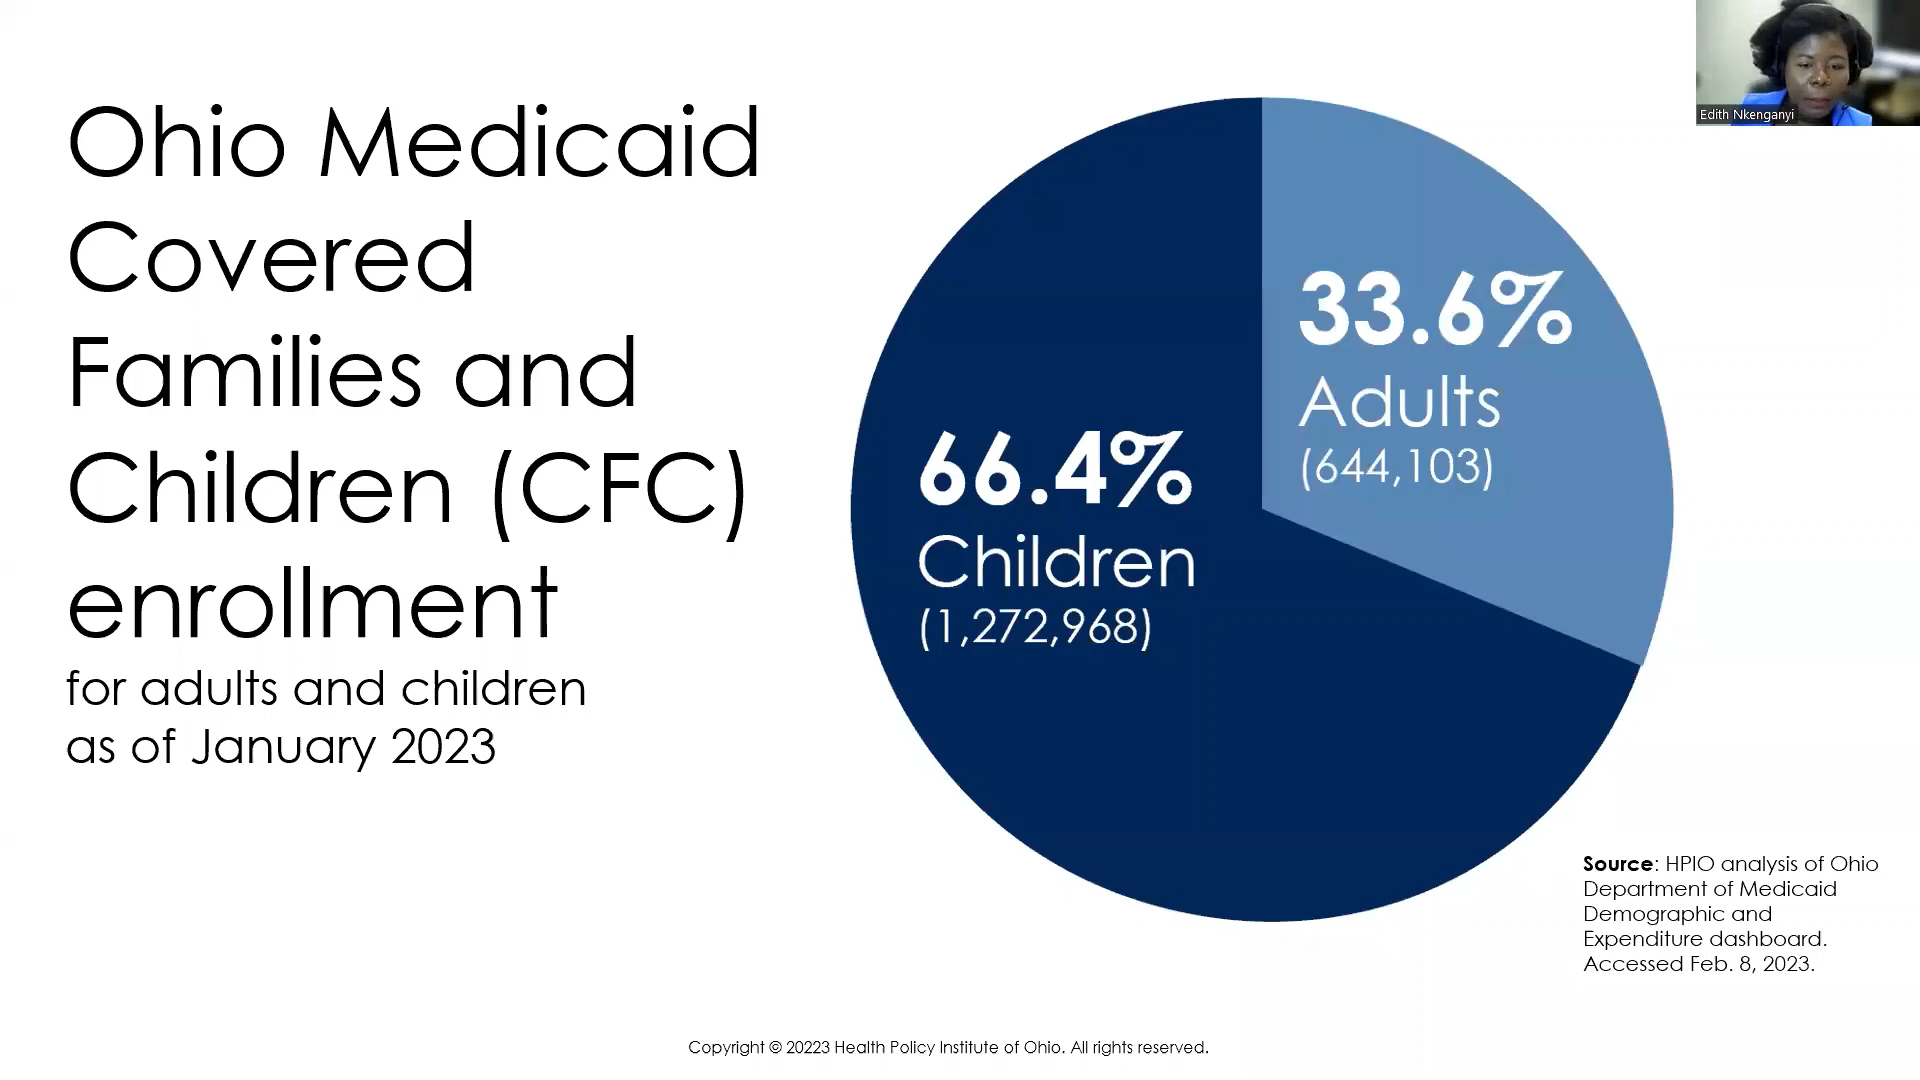 Ohio Medicaid
Covered
Families and
Children (CFC)
enrollment
for adults and children
as of January 2023
33.6%
Adults
(644,103)
66.4%
Children
(1,272,968)
Edith Nkenganyi
Source: HPIO analysis of Ohio
Department of Medicaid
Demographic and
Expenditure dashboard.
Accessed Feb. 8, 2023.
Copyright © 20223 Health Policy Institute of Ohio. All rights reserved.